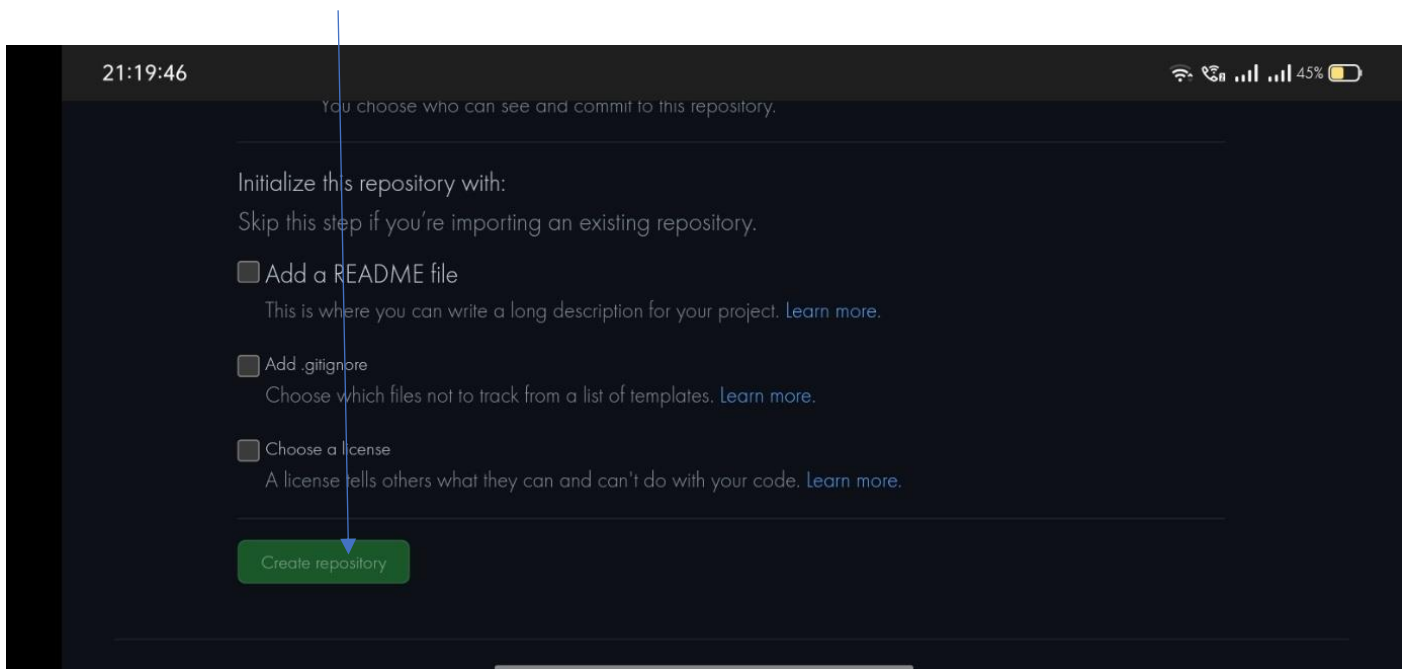 21:19:46
45%
You choose who can see and commit to this repository.
Initialize this repository with:
Skip this step if you're importing an existing repository.
Add a README file
This is where you can write a long description for your project. Learn more.
Add .gitignore
Choose which files not to track from a list of templates. Learn more.
Choose a license
A license tells others what they can and can't do with your code. Learn more.
Create repository